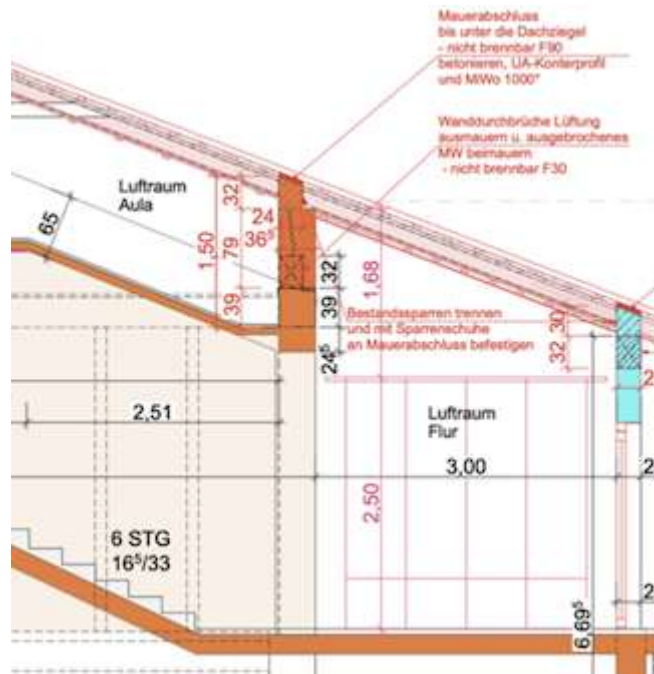 Mauerabschluss
bis unter die Dachziegel
- nicht brennbar F90
betonieren, UA-Konterprofil
und MiWo 1000°
Wanddurchbrüche Lüftung
ausmauern u. ausgebrochenes
MW beimauern
- nicht brennbar F30
Luftraum
Aula
65
1,50
32
79
39
24
36⁵
32
39
24⁵
1,68
Bestandssparren trennen
und mit Sparrenschuhe
an Mauerabschluss befestigen
30
32
2
2,51
Luftraum
Flur
3,00
2
2,50
6 STG
16⁵/33
6,69⁵
2